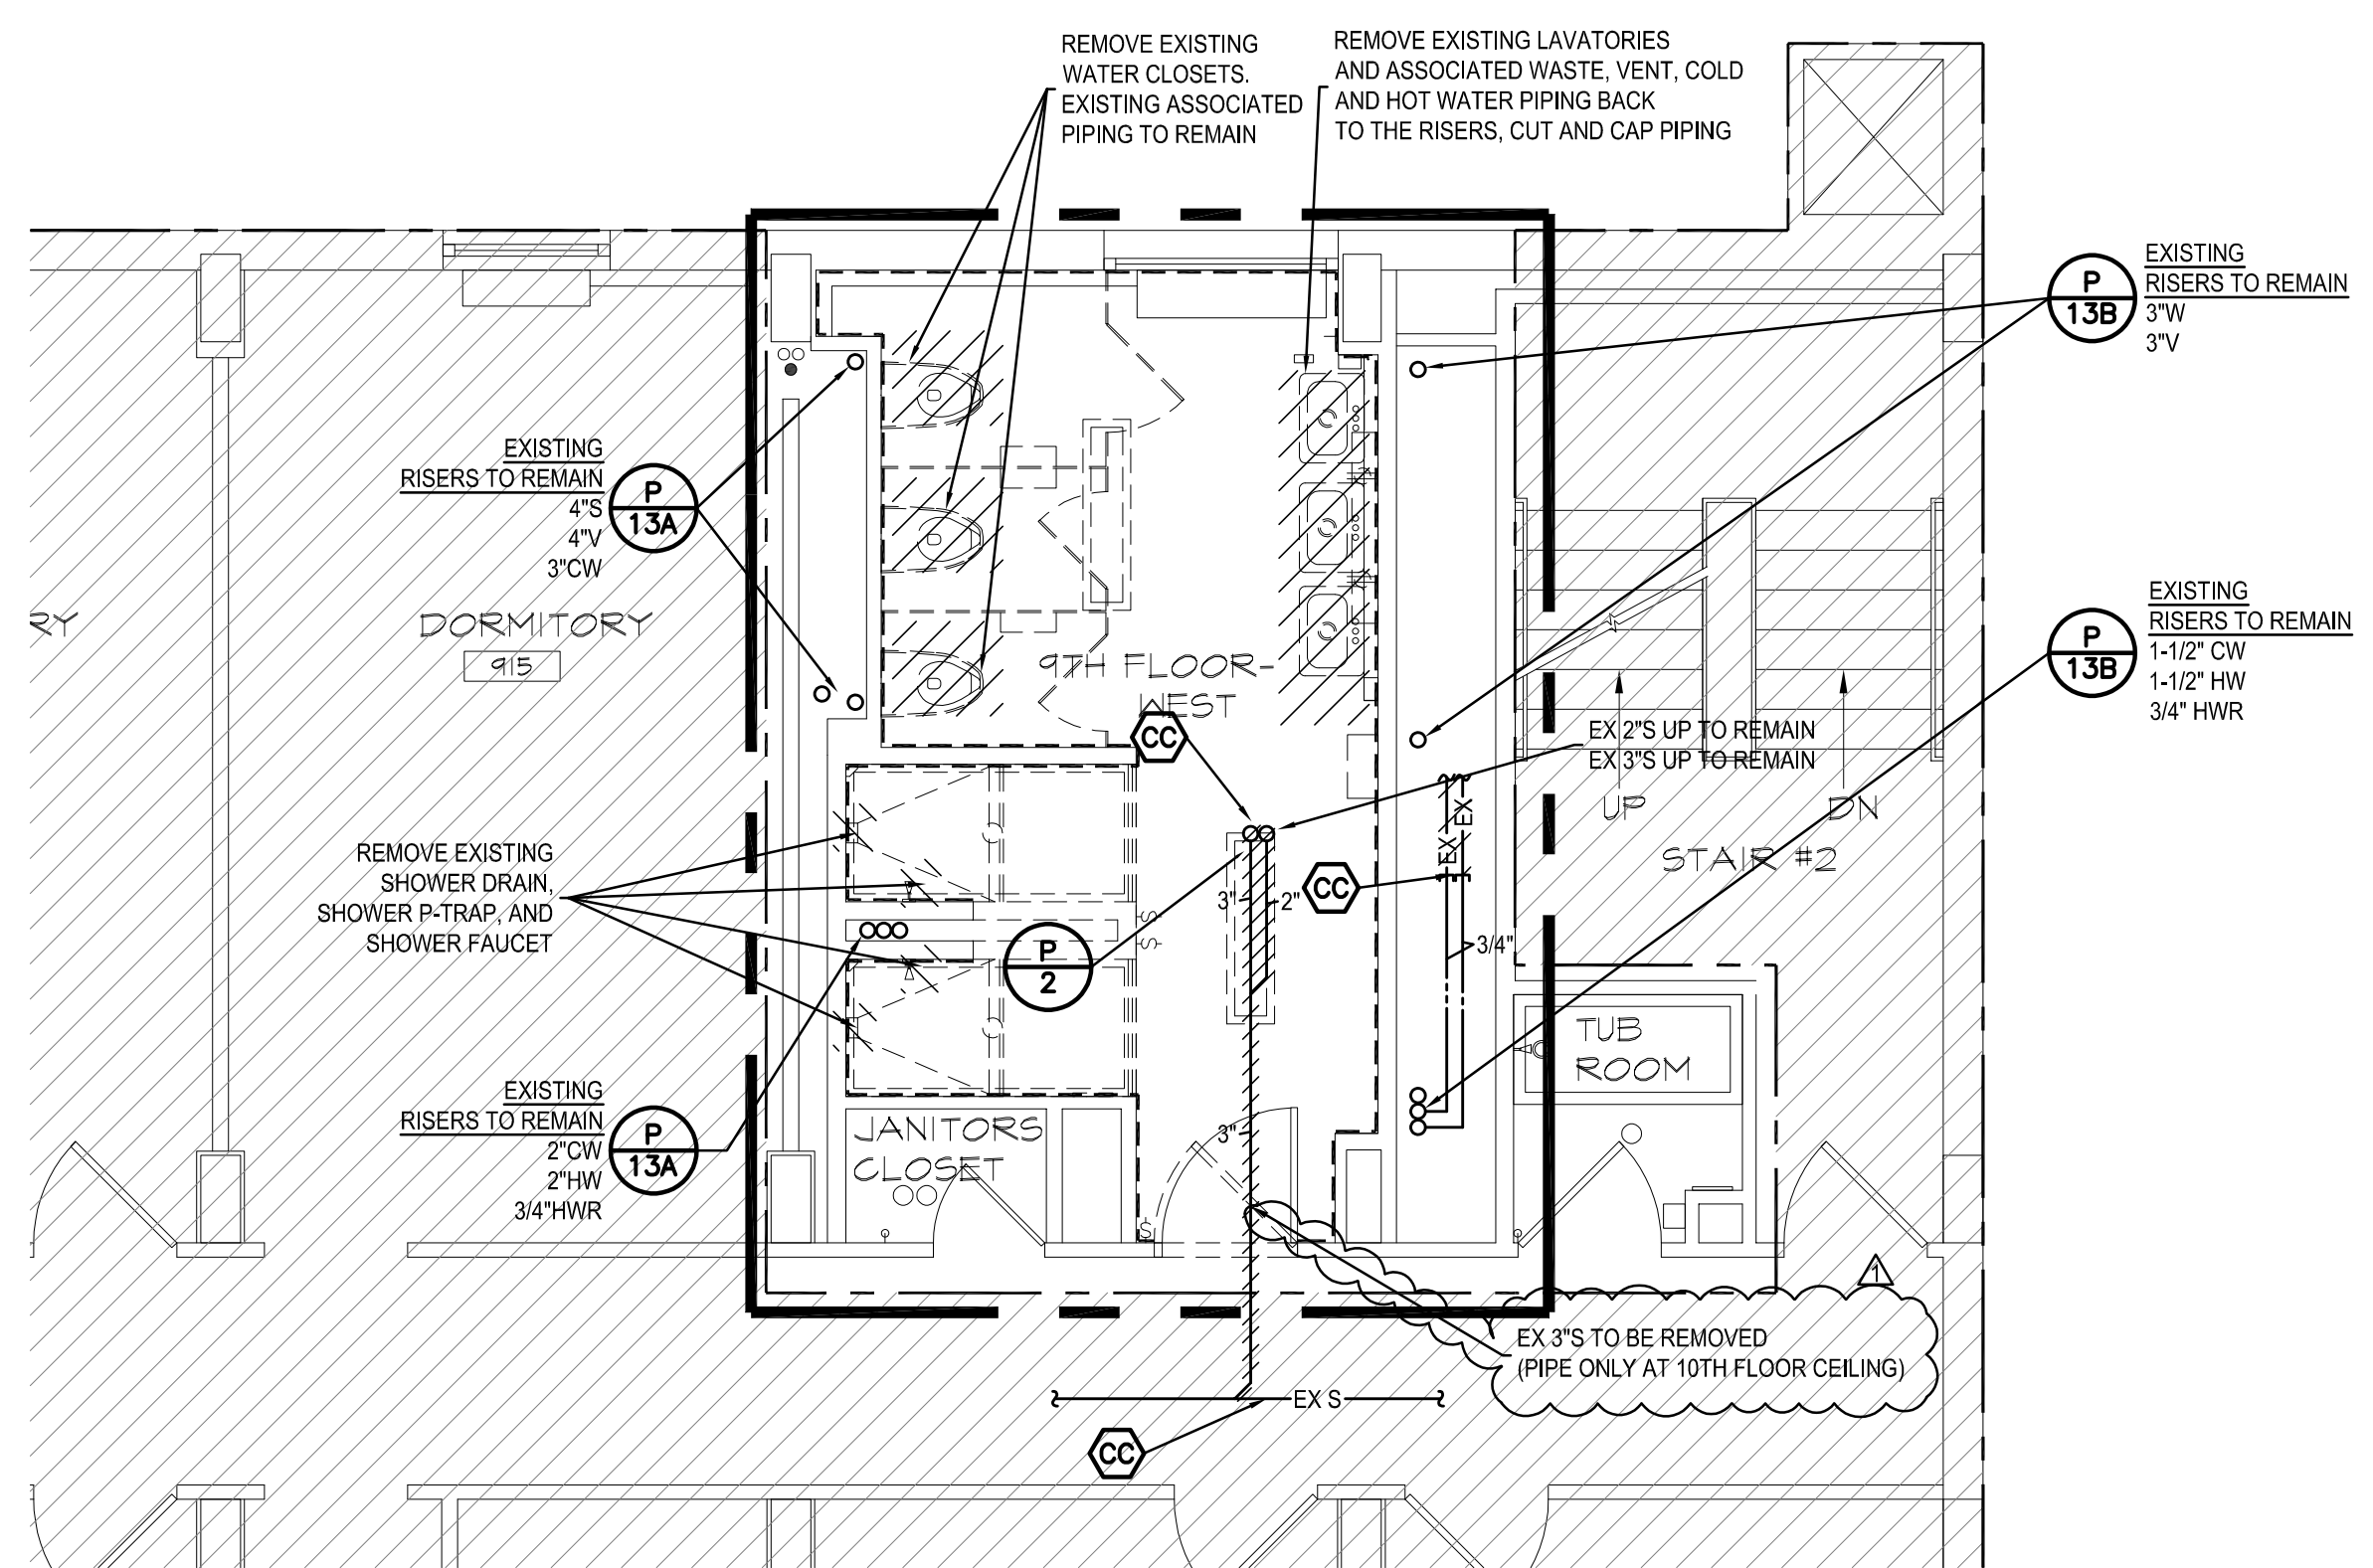 REMOVE EXISTING
WATER CLOSETS.
EXISTING ASSOCIATED
PIPING TO REMAIN
REMOVE EXISTING LAVATORIES
AND ASSOCIATED WASTE, VENT, COLD
AND HOT WATER PIPING BACK
TO THE RISERS, CUT AND CAP PIPING
P
13B
EXISTING
RISERS TO REMAIN
3"W
3"V
EXISTING
RISERS TO REMAIN
4"S
4"V
3"CW
P
13A
RY
DORMITORY
915
9TH FLOOR-
WEST
P
13B
EXISTING
RISERS TO REMAIN
1-1/2" CW
1-1/2" HW
3/4" HWR
CC
EX 2"S UP TO REMAIN
EX 3"S UP TO REMAIN
UP
DN
STAIR #2
EX
EX
CC
3"
2"
3/4"
REMOVE EXISTING
SHOWER DRAIN,
SHOWER P-TRAP, AND
SHOWER FAUCET
S
S
P
2
TUB
ROOM
EXISTING
RISERS TO REMAIN
2"CW
2"HW
3/4"HWR
P
13A
JANITORS
CLOSET
3"
S
1
EX 3"S TO BE REMOVED
(PIPE ONLY AT 10TH FLOOR CEILING)
EX S
CC